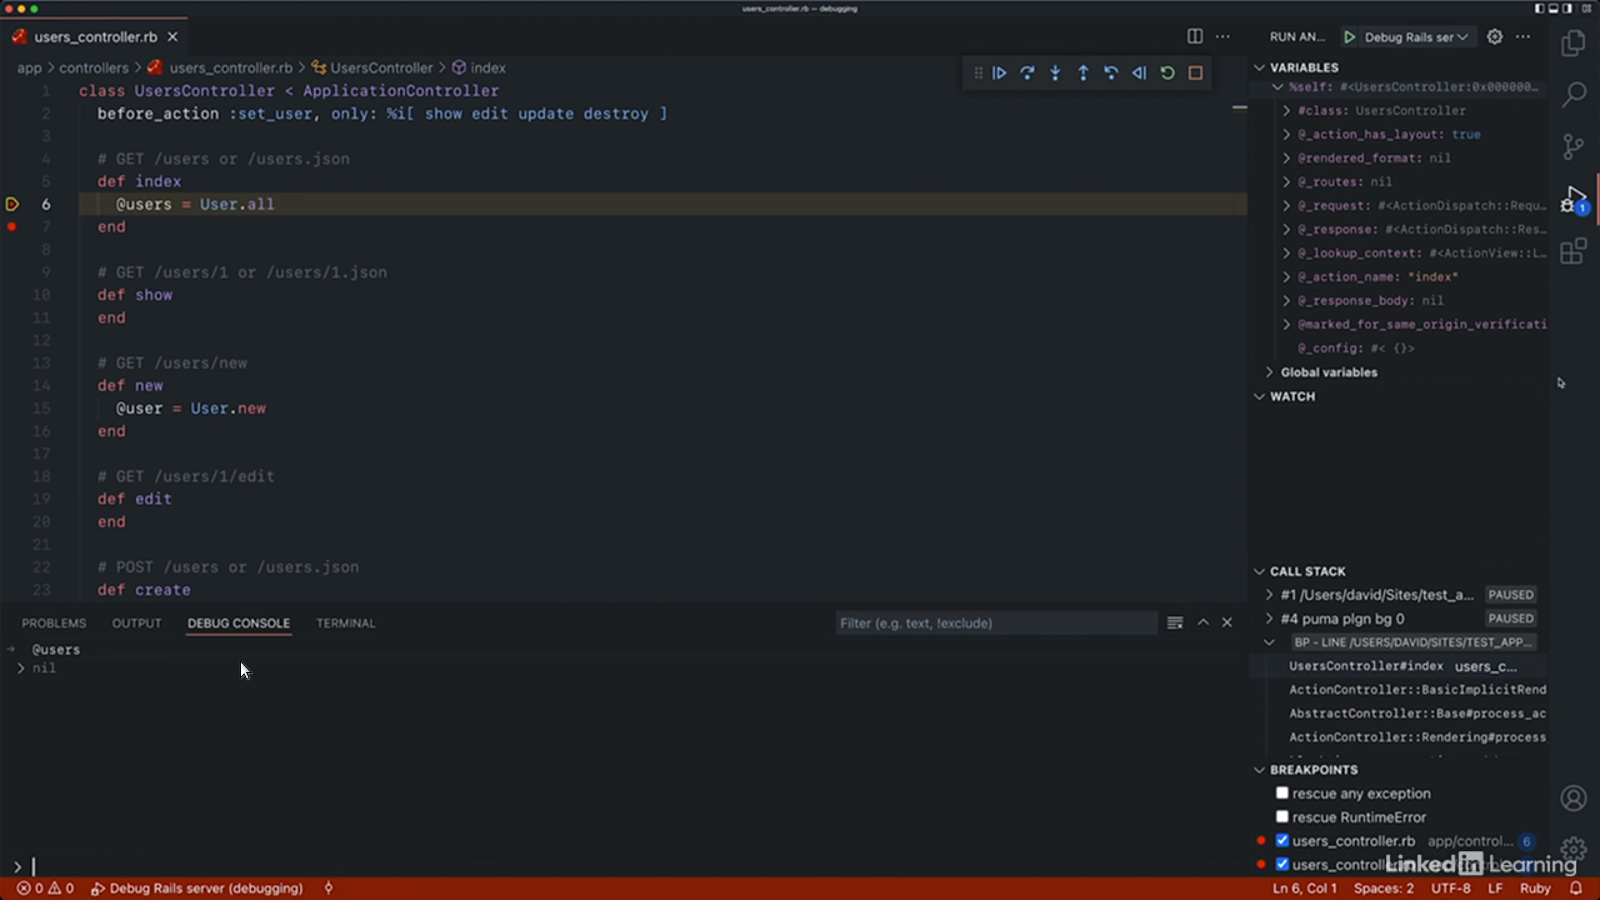 users_controller.rb — debugging
users_controller.rb
RUN AN...
Debug Rails ser
app > controllers > users_controller.rb > UsersController > index
VARIABLES
%self: #<UsersController:0x000000...
#class: UsersController
@_action_has_layout: true
@rendered_format: nil
@_routes: nil
@_request: #<ActionDispatch::Requ...
@_response: #<ActionDispatch::Res...
@_lookup_context: #<ActionView::L...
@_action_name: "index"
@_response_body: nil
@marked_for_same_origin_verificati
@_config: #< {}>
Global variables
WATCH
1 class UsersController < ApplicationController
2 before_action :set_user, only: %i[ show edit update destroy ]
3
4 # GET /users or /users.json
5 def index
6 @users = User.all
7 end
8
9 # GET /users/1 or /users/1.json
10 def show
11 end
12
13 # GET /users/new
14 def new
15 @user = User.new
16 end
17
18 # GET /users/1/edit
19 def edit
20 end
21
22 # POST /users or /users.json
23 def create
1
CALL STACK
#1 /Users/david/Sites/test_a... PAUSED
#4 puma plgn bg 0 PAUSED
BP - LINE /USERS/DAVID/SITES/TEST_APP...
UsersController#index users_c...
ActionController::BasicImplicitRend
AbstractController::Base#process_ac
ActionController::Rendering#process_
BREAKPOINTS
rescue any exception
rescue RuntimeError
users_controller.rb app/control... 6
users_controlle
PROBLEMS OUTPUT DEBUG CONSOLE TERMINAL
Filter (e.g. text, !exclude)
@users
nil
LinkedIn Learning
0 0 Debug Rails server (debugging)
Ln 6, Col 1 Spaces: 2 UTF-8 LF Ruby